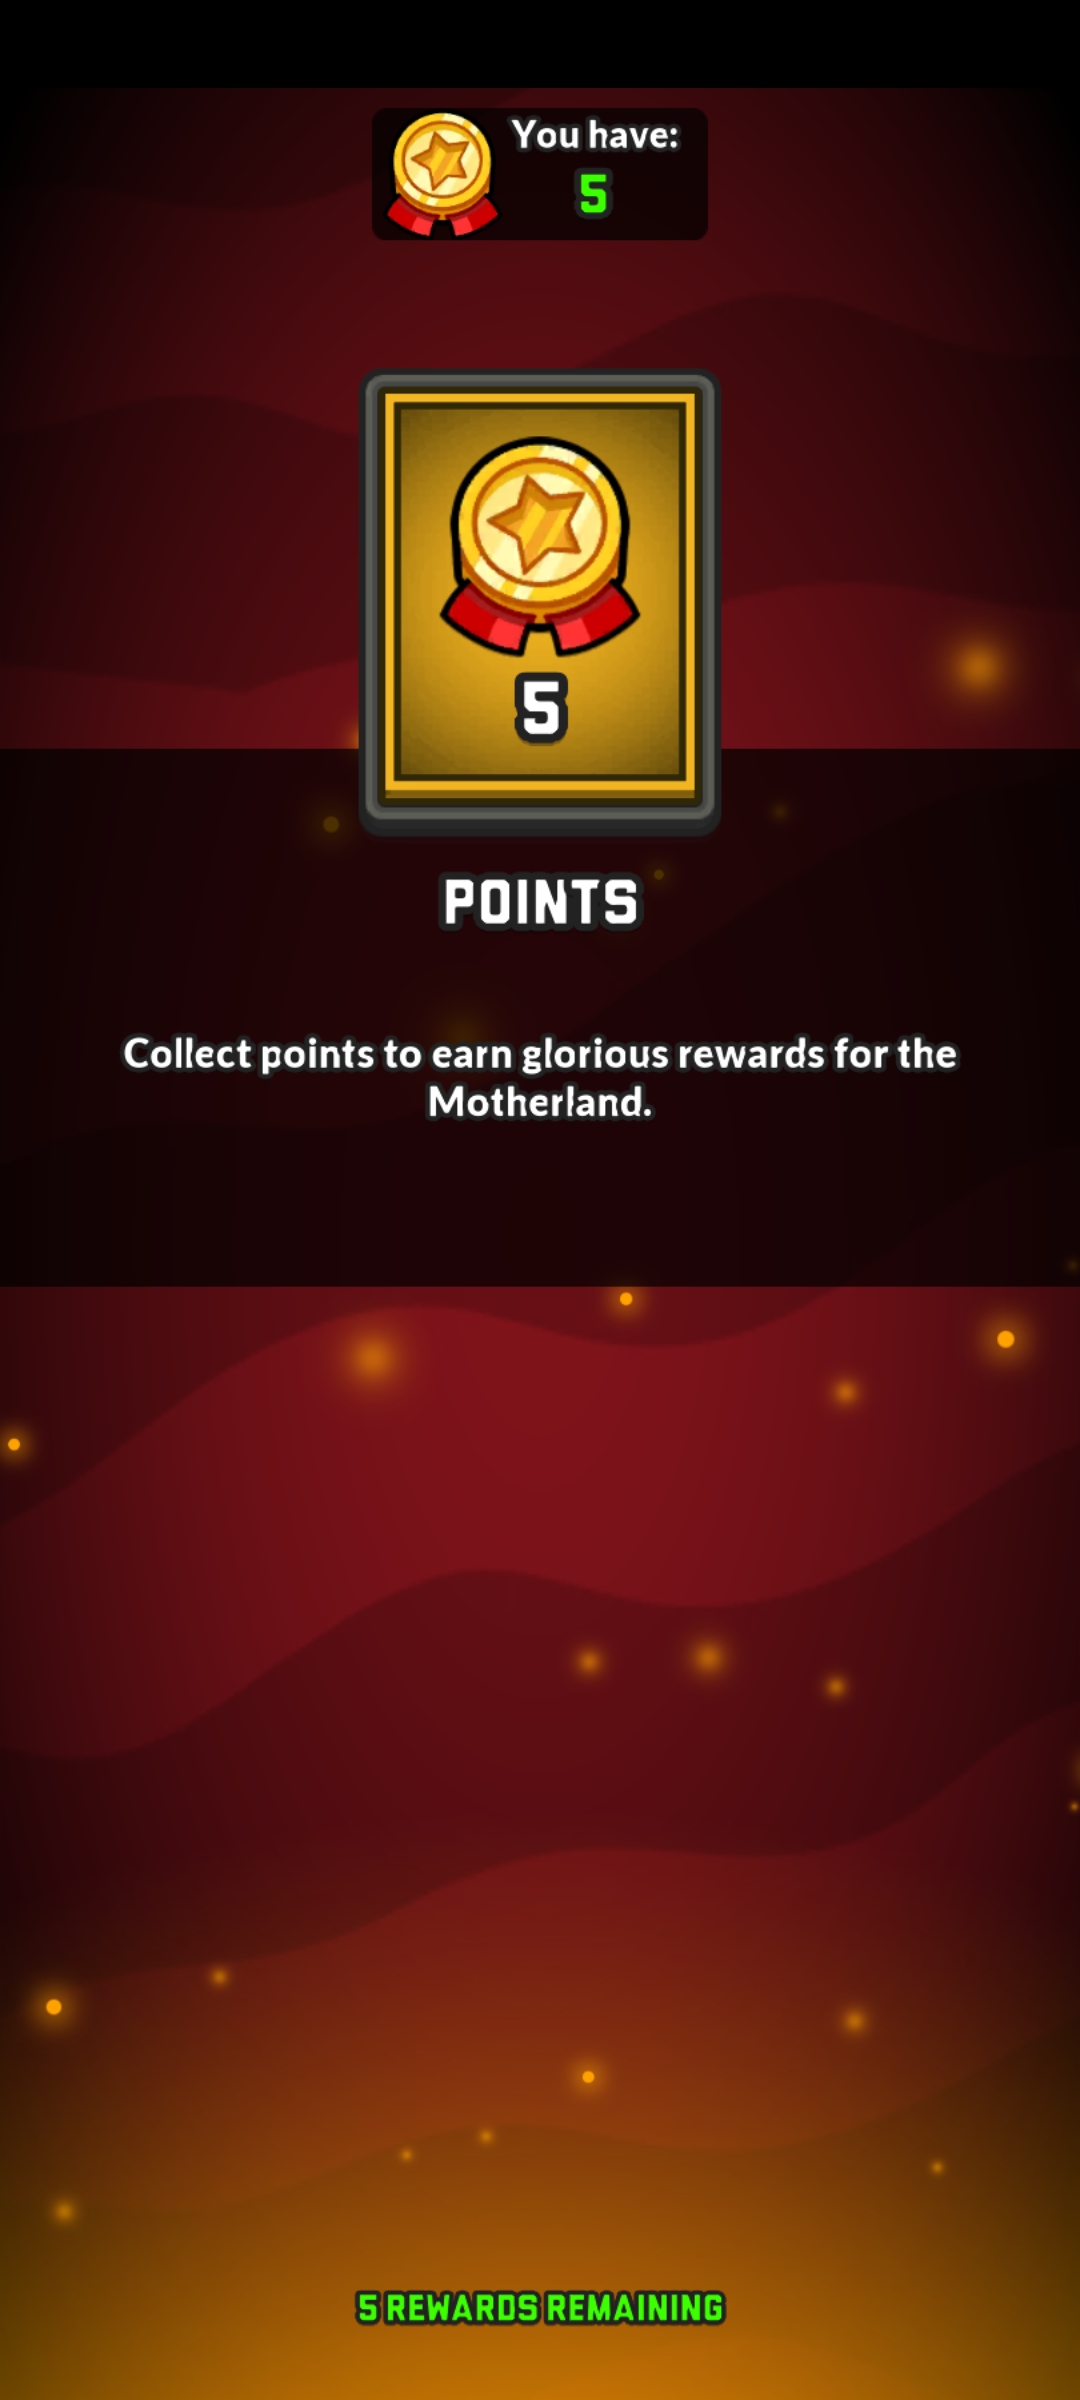 You have:
5
5
POINTS
Collect points to earn glorious rewards for the
Motherland.
5 REWARDS REMAINING